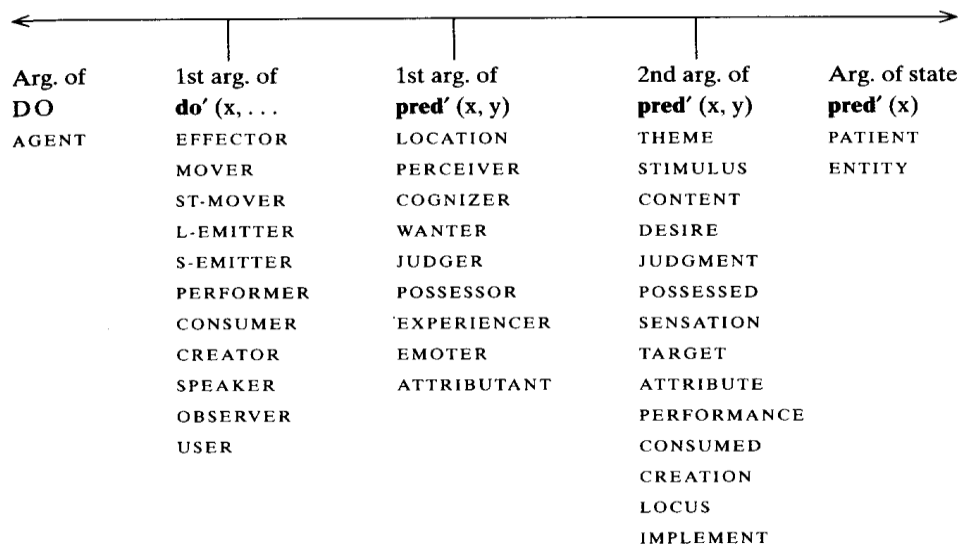 Arg. of 1st arg. of 1st arg. of 2nd arg. of Arg. of state
DO do′ (x, ... pred′ (x, y) pred′ (x, y) pred′ (x)
AGENT EFFECTOR LOCATION THEME PATIENT
MOVER PERCEIVER STIMULUS ENTITY
ST-MOVER COGNIZER CONTENT
L-EMITTER WANTER DESIRE
S-EMITTER JUDGER JUDGMENT
PERFORMER POSSESSOR POSSESSED
CONSUMER EXPERIENCER SENSATION
CREATOR EMOTER TARGET
SPEAKER ATTRIBUTANT ATTRIBUTE
OBSERVER PERFORMANCE
USER CONSUMED
CREATION
LOCUS
IMPLEMENT